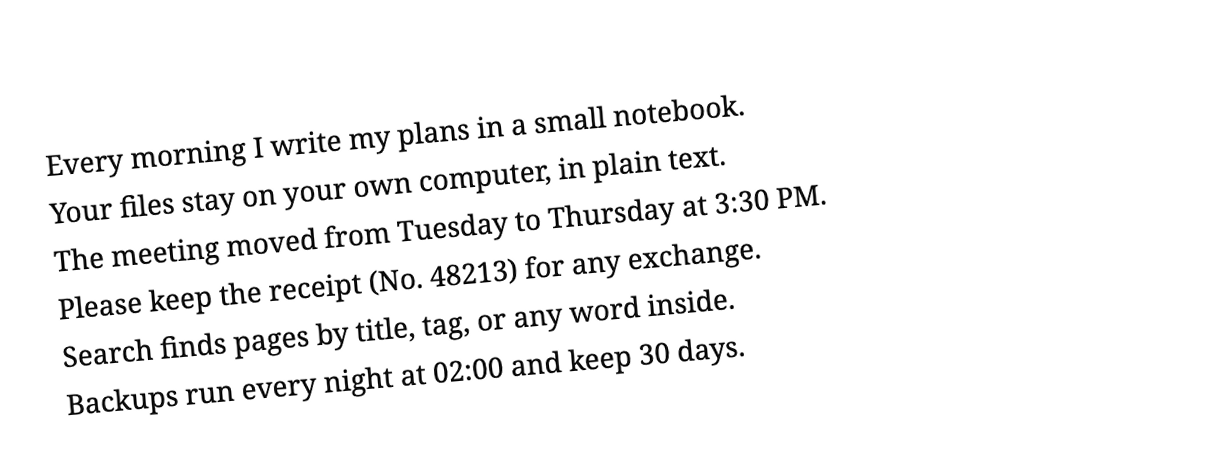 Every morning I write my plans in a small notebook.
Your files stay on your own computer, in plain text.
The meeting moved from Tuesday to Thursday at 3:30 PM.
Please keep the receipt (No. 48213) for any exchange.
Search finds pages by title, tag, or any word inside.
Backups run every night at 02:00 and keep 30 days.